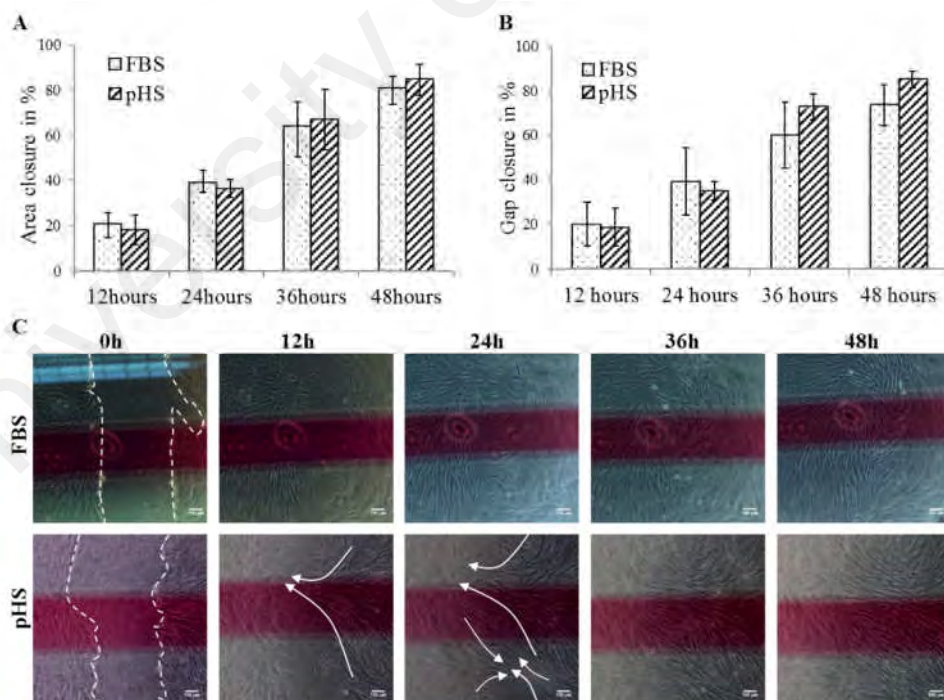 A
B
100
80
60
40
20
0
Area closure in %
FBS
pHS
12hours
24hours
36hours
48hours
100
80
60
40
20
0
Gap closure in %
FBS
pHS
12 hours
24 hours
36 hours
48 hours
C
0h
12h
24h
36h
48h
FBS
pHS